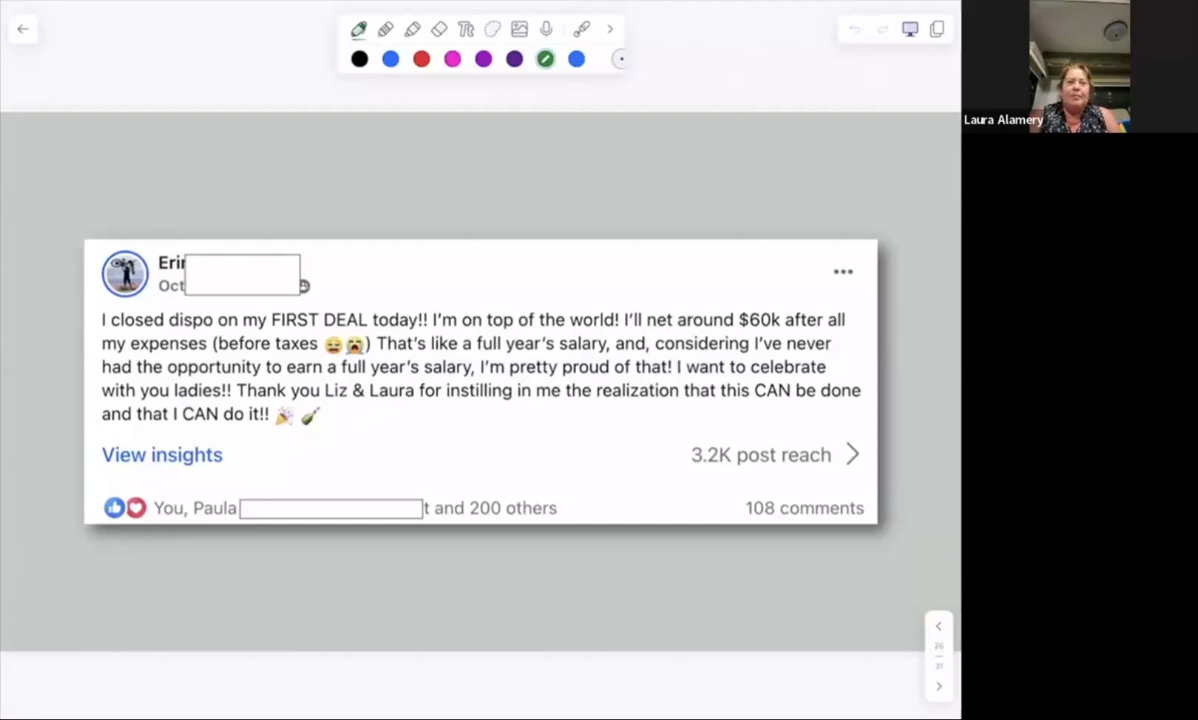 Laura Alamery
Erin
Oct
I closed dispo on my FIRST DEAL today!! I'm on top of the world! I'll net around $60k after all
my expenses (before taxes 😅😭) That's like a full year's salary, and, considering I've never
had the opportunity to earn a full year's salary, I'm pretty proud of that! I want to celebrate
with you ladies!! Thank you Liz & Laura for instilling in me the realization that this CAN be done
and that I CAN do it!! 🎉 🍾
View insights
3.2K post reach
You, Paula t and 200 others
108 comments
26
31